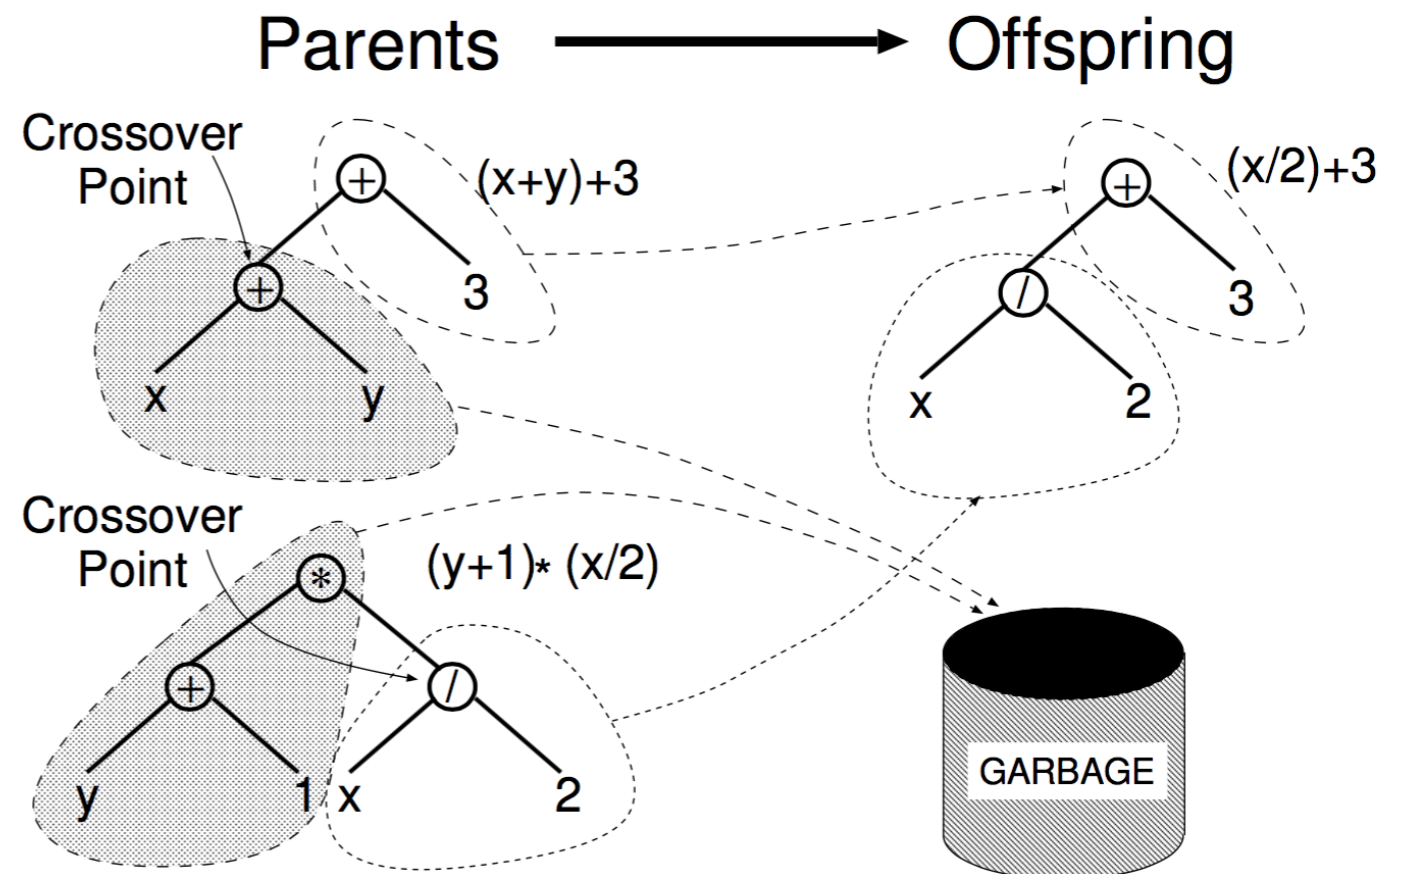 Parents Offspring
Crossover
Point
(x+y)+3
+
+
3
x y
(x/2)+3
+
/
3
x 2
Crossover
Point
(y+1)* (x/2)
*
+ /
y 1 x 2
GARBAGE